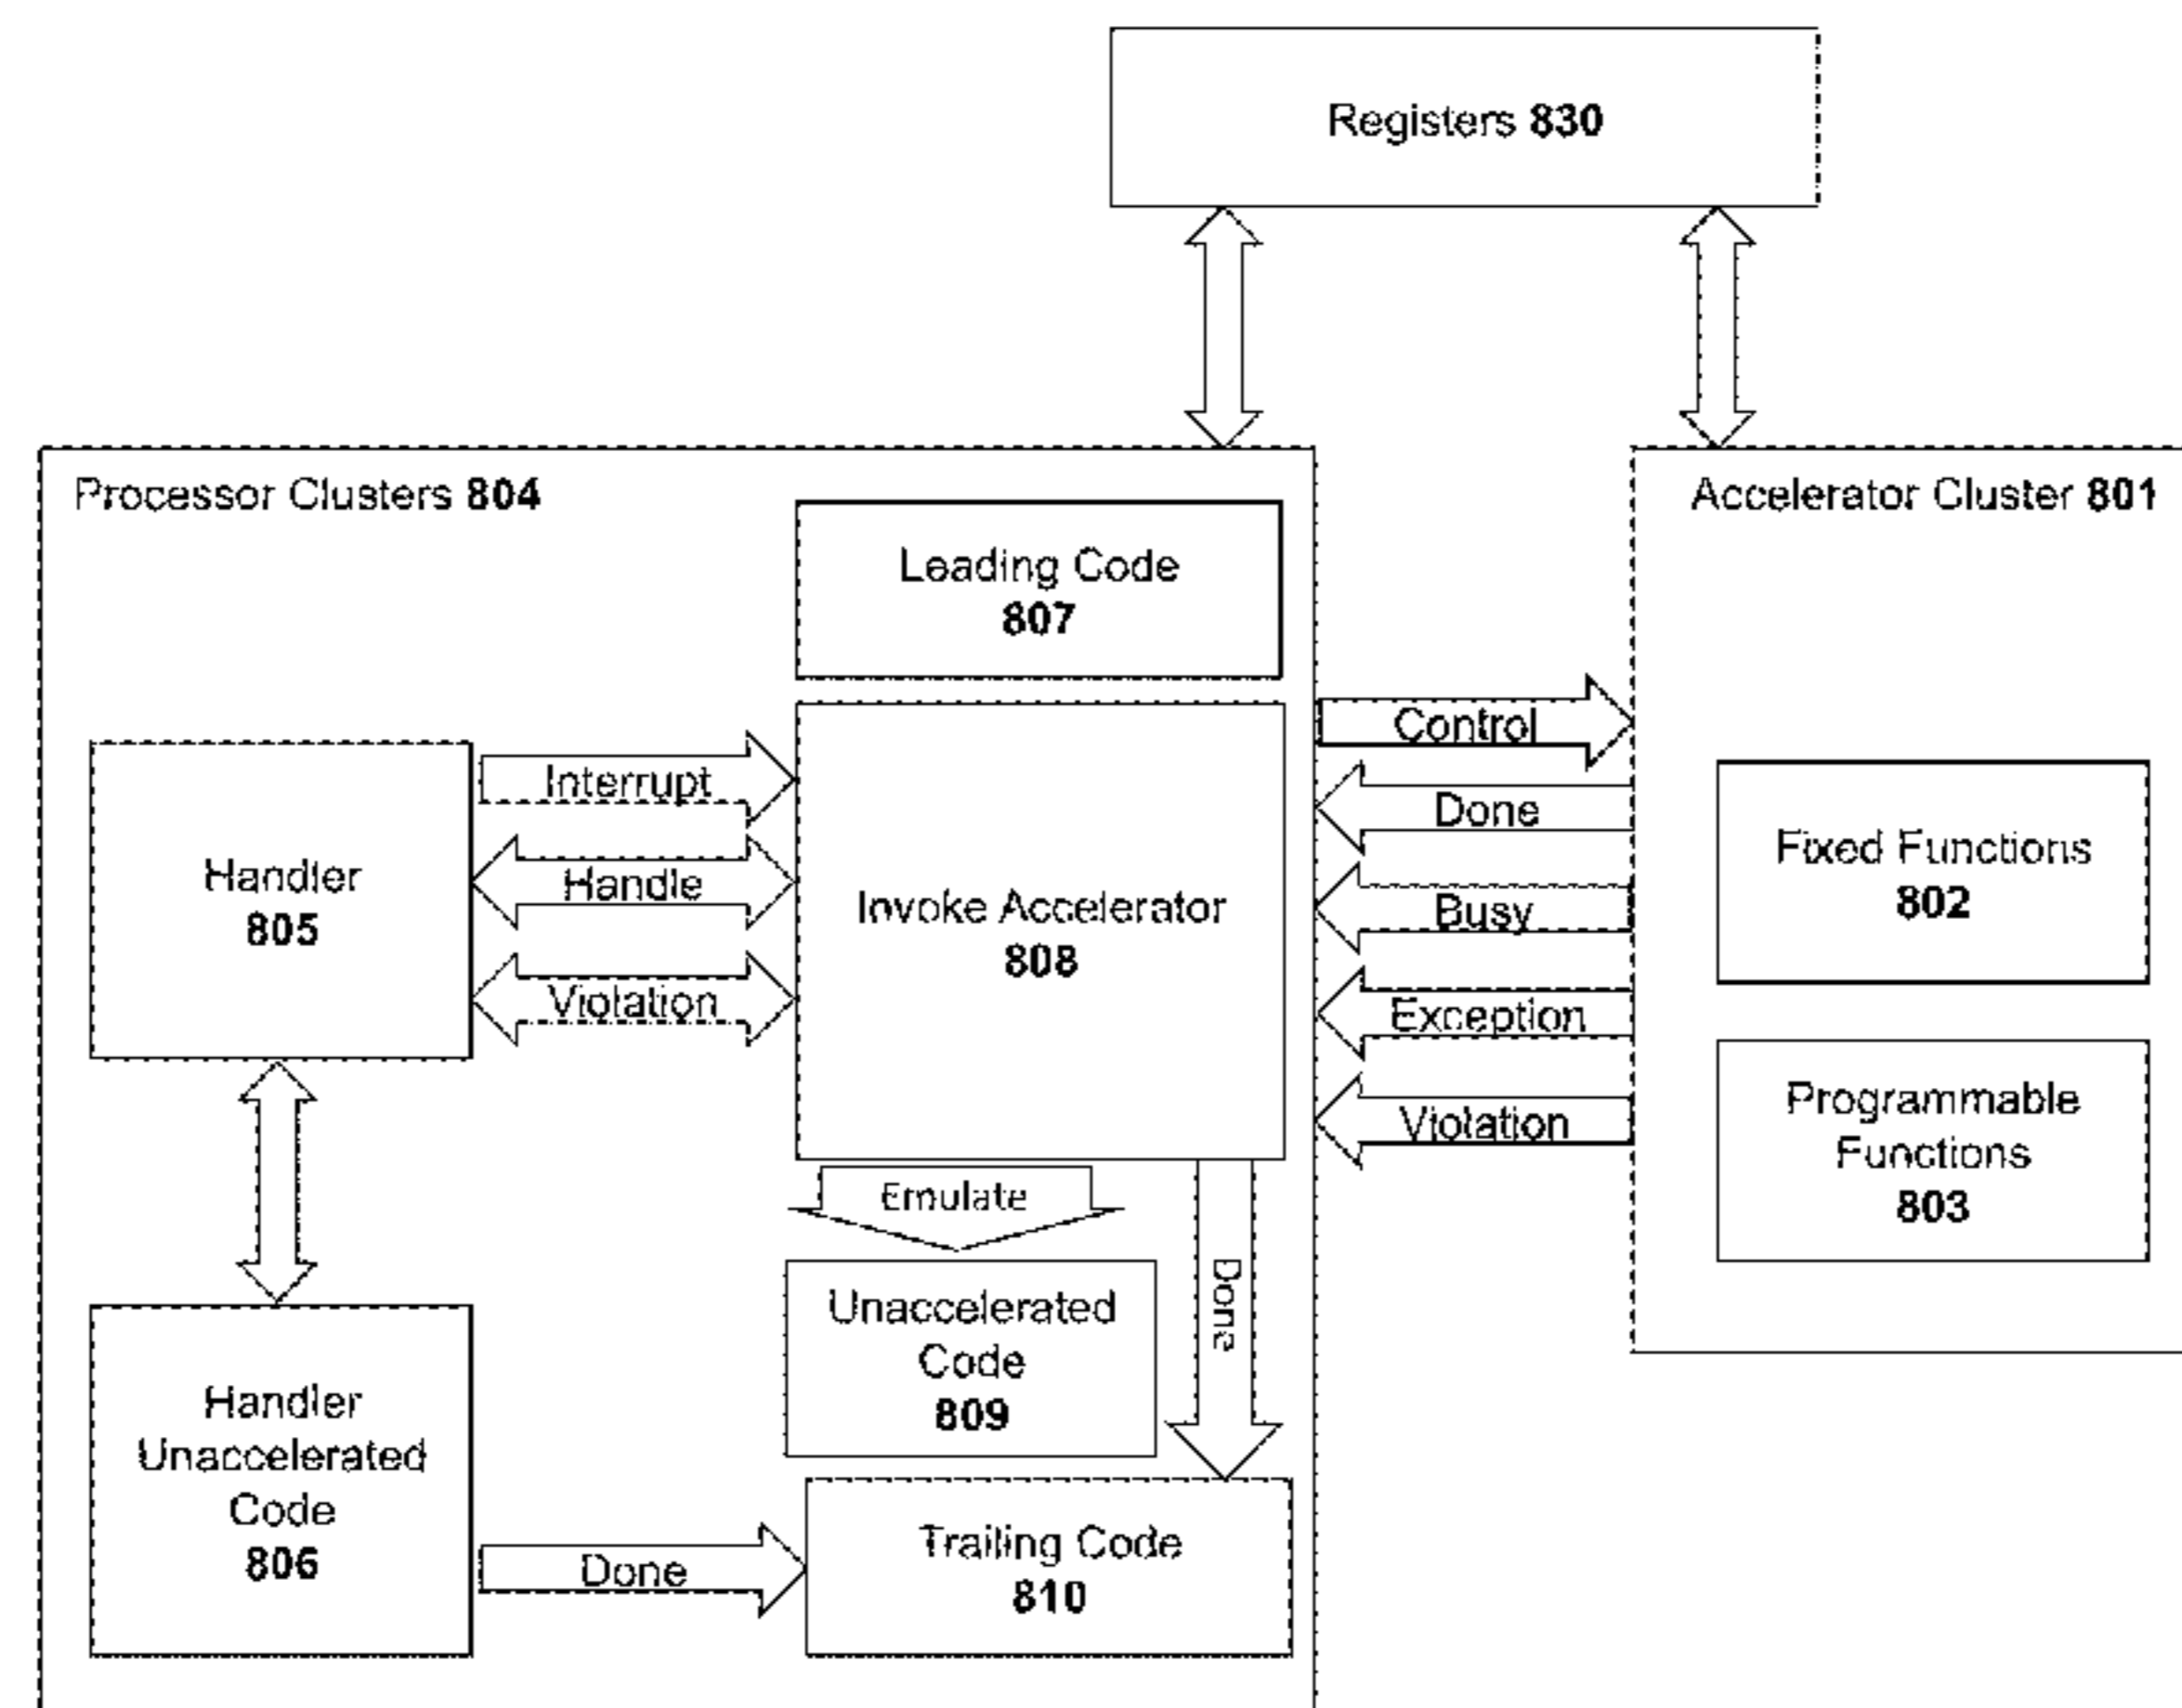 Registers 830
Processor Clusters 804
Accelerator Cluster 801
Leading Code
807
Control
Interrupt
Done
Handler
805
Handle
Invoke Accelerator
808
Busy
Fixed Functions
802
Violation
Exception
Violation
Programmable
Functions
803
Emulate
Done
Unaccelerated
Code
809
Handler
Unaccelerated
Code
806
Done
Trailing Code
810